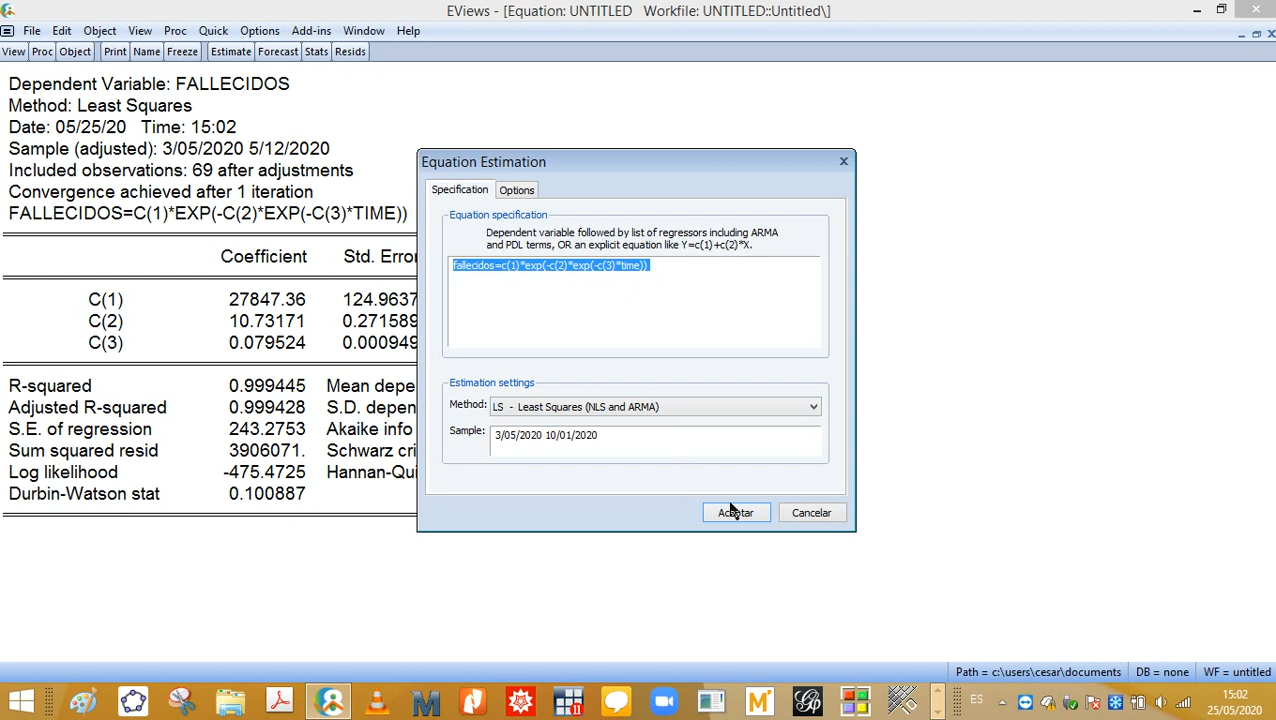 EViews - [Equation: UNTITLED   Workfile: UNTITLED::Untitled\]
File Edit Object View Proc Quick Options Add-ins Window Help
View Proc Object Print Name Freeze Estimate Forecast Stats Resids
Dependent Variable: FALLECIDOS
Method: Least Squares
Date: 05/25/20   Time: 15:02
Sample (adjusted): 3/05/2020 5/12/2020
Included observations: 69 after adjustments
Convergence achieved after 1 iteration
FALLECIDOS=C(1)*EXP(-C(2)*EXP(-C(3)*TIME))
Coefficient Std. Erro
C(1) 27847.36 124.9637
C(2) 10.73171 0.271589
C(3) 0.079524 0.000949
R-squared 0.999445 Mean depe
Adjusted R-squared 0.999428 S.D. depen
S.E. of regression 243.2753 Akaike info
Sum squared resid 3906071. Schwarz cri
Log likelihood -475.4725 Hannan-Qui
Durbin-Watson stat 0.100887
Equation Estimation
Specification Options
Equation specification
Dependent variable followed by list of regressors including ARMA
and PDL terms, OR an explicit equation like Y=c(1)+c(2)*X.
fallecidos=c(1)*exp(-c(2)*exp(-c(3)*time))
Estimation settings
Method: LS - Least Squares (NLS and ARMA)
Sample: 3/05/2020 10/01/2020
Aceptar Cancelar
Path = c:\users\cesar\documents DB = none WF = untitled
ES
15:02
25/05/2020